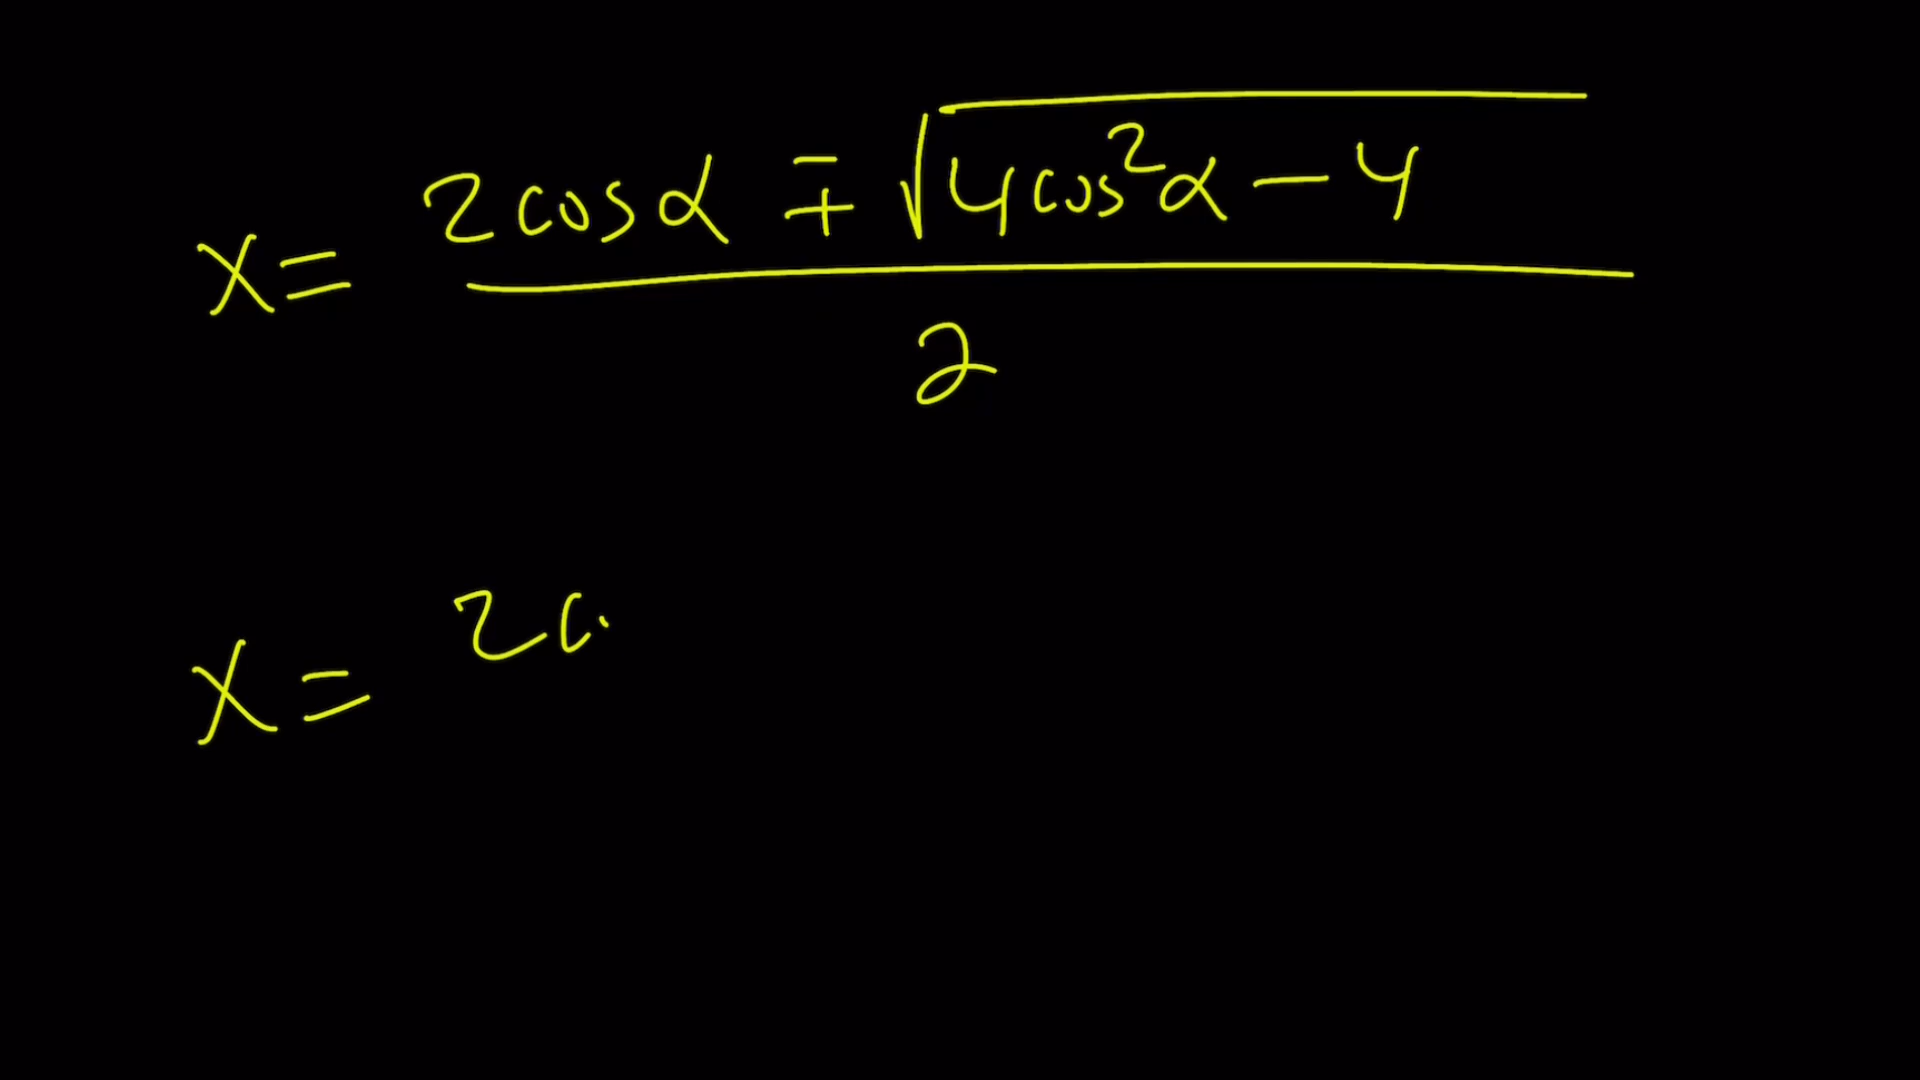 x = (2cosα ∓ √(4cos²α − 4)) / 2
x = 2c